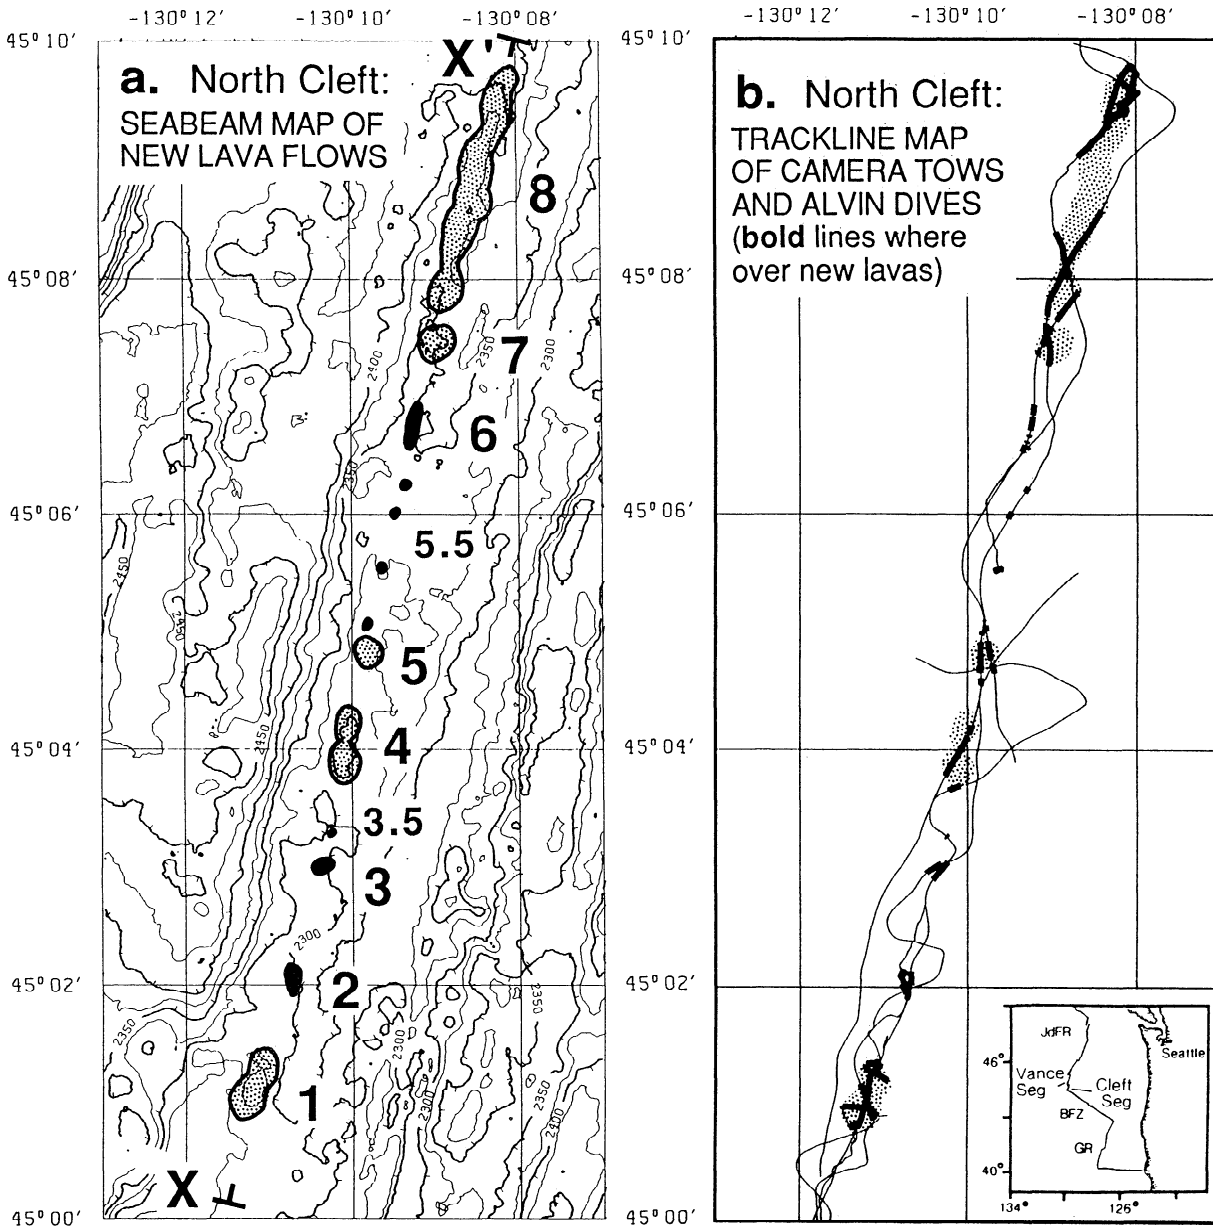 -130° 12'
-130° 10'
-130° 08'
45° 10'
45° 08'
45° 06'
45° 04'
45° 02'
45° 00'
a. North Cleft:
SEABEAM MAP OF
NEW LAVA FLOWS
X'
8
7
6
5.5
5
4
3.5
3
2
1
X
2400
2350
2300
2350
2450
2450
2450
2300
2350
2300
2300
2350
2400
-130° 12'
-130° 10'
-130° 08'
45° 10'
45° 08'
45° 06'
45° 04'
45° 02'
45° 00'
b. North Cleft:
TRACKLINE MAP
OF CAMERA TOWS
AND ALVIN DIVES
(bold lines where
over new lavas)
JdFR
Seattle
46°
Vance
Seg
Cleft
Seg
BFZ
GR
40°
134°
126°